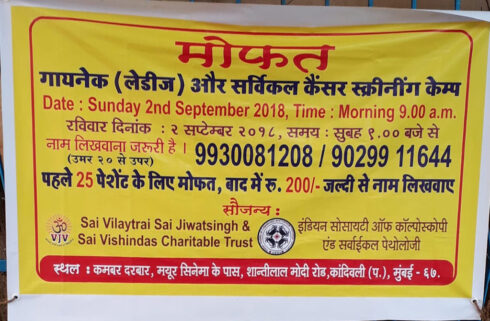 मोफत
गायनेक (लेडीज) और सर्विकल कैंसर स्क्रीनींग केम्प
Date : Sunday 2nd September 2018, Time : Morning 9.00 a.m.
रविवार दिनांक : २ सप्टेम्बर २०१८, समय : सुबह ९.०० बजे से
नाम लिखवाना जरूरी है । 9930081208 / 90299 11644
(उमर २० से उपर)
पहले 25 पेशेंट के लिए मोफत, बाद में रु. 200/- जल्दी से नाम लिखवाए
सौजन्य :
Sai Vilaytrai Sai Jiwatsingh &
Sai Vishindas Charitable Trust
ॐ
VJV
इंडियन सोसायटी ऑफ कॉल्पोस्कोपी
एंड सर्वाईकल पेथोलोजी
स्थल : कमबर दरबार, मयूर सिनेमा के पास, शान्तीलाल मोदी रोड,कांदिवली (प.), मुंबई - ६७.